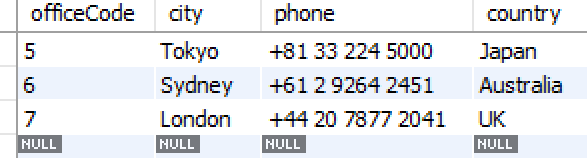 officeCode city phone country
5 Tokyo +81 33 224 5000 Japan
6 Sydney +61 2 9264 2451 Australia
7 London +44 20 7877 2041 UK
NULL NULL NULL NULL